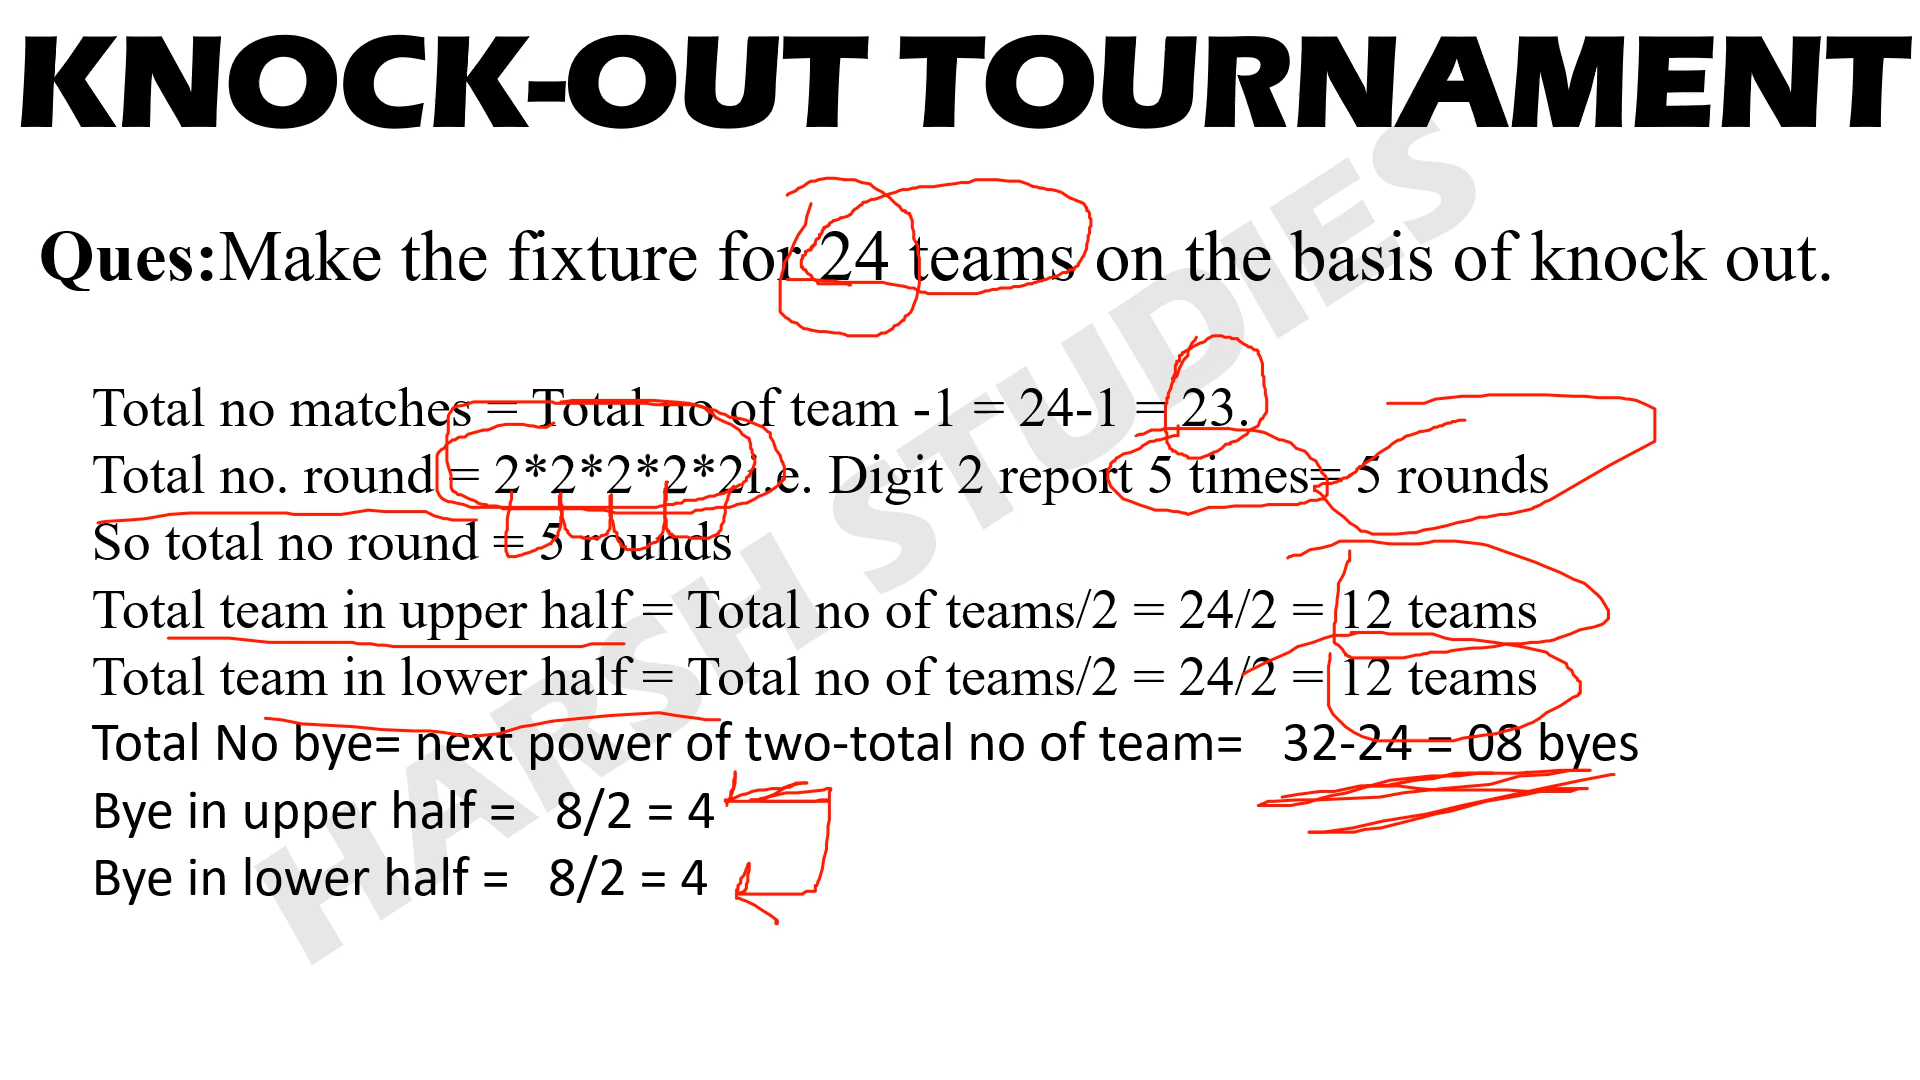 KNOCK-OUT TOURNAMENT
Ques:Make the fixture for 24 teams on the basis of knock out.
Total no matches = Total no of team -1 = 24-1 = 23.
Total no. round = 2*2*2*2*2i.e. Digit 2 report 5 times= 5 rounds
So total no round = 5 rounds
Total team in upper half = Total no of teams/2 = 24/2 = 12 teams
Total team in lower half = Total no of teams/2 = 24/2 = 12 teams
Total No bye= next power of two-total no of team= 32-24 = 08 byes
Bye in upper half = 8/2 = 4
Bye in lower half = 8/2 = 4
HARSH STUDIES